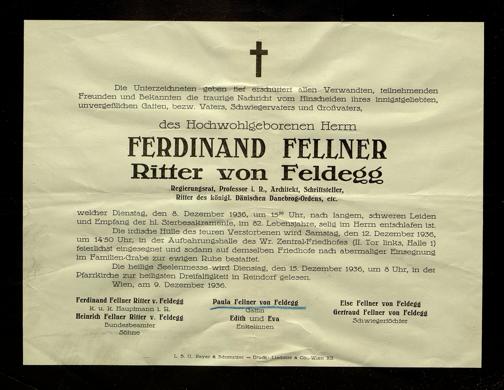 Die Unterzeichneten geben tief erschüttert allen Verwandten, teilnehmenden
Freunden und Bekannten die traurige Nachricht vom Hinscheiden ihres innigstgeliebten,
unvergeßlichen Gatten, bezw. Vaters, Schwiegervaters und Großvaters,
des Hochwohlgeborenen Herrn
FERDINAND FELLNER
Ritter von Feldegg
Regierungsrat, Professor i. R., Architekt, Schriftsteller,
Ritter des königl. Dänischen Danebrog-Ordens, etc.
welcher Dienstag, den 8. Dezember 1936, um Uhr, nach langem, schweren Leiden
und Empfang der hl. Sterbesakramente, im 82. Lebensjahre, selig im Herrn entschlafen ist.
Die irdische Hülle des teuren Verstorbenen wird Samstag, den 12. Dezember 1936,
um 14·50 Uhr, in der Aufbahrungshalle des Wr. Zentral-Friedhofes (II. Tor links, Halle 1)
feierlichst eingesegnet und sodann auf demselben Friedhofe nach abermaliger Einsegnung
im Familien-Grabe zur ewigen Ruhe bestattet.
Die heilige Seelenmesse wird Dienstag, den 15. Dezember 1936, um 8 Uhr, in der
Pfarrkirche zur heiligsten Dreifaltigkeit in Reindorf gelesen.
Wien, am 9. Dezember 1936.
Ferdinand Fellner Ritter v. Feldegg
k. u. k. Hauptmann i. R.
Heinrich Fellner Ritter v. Feldegg
Bundesbeamter
Söhne
Paula Fellner von Feldegg
Gattin
Edith und Eva
Enkelinnen
Else Fellner von Feldegg
Gertraud Fellner von Feldegg
Schwiegertöchter